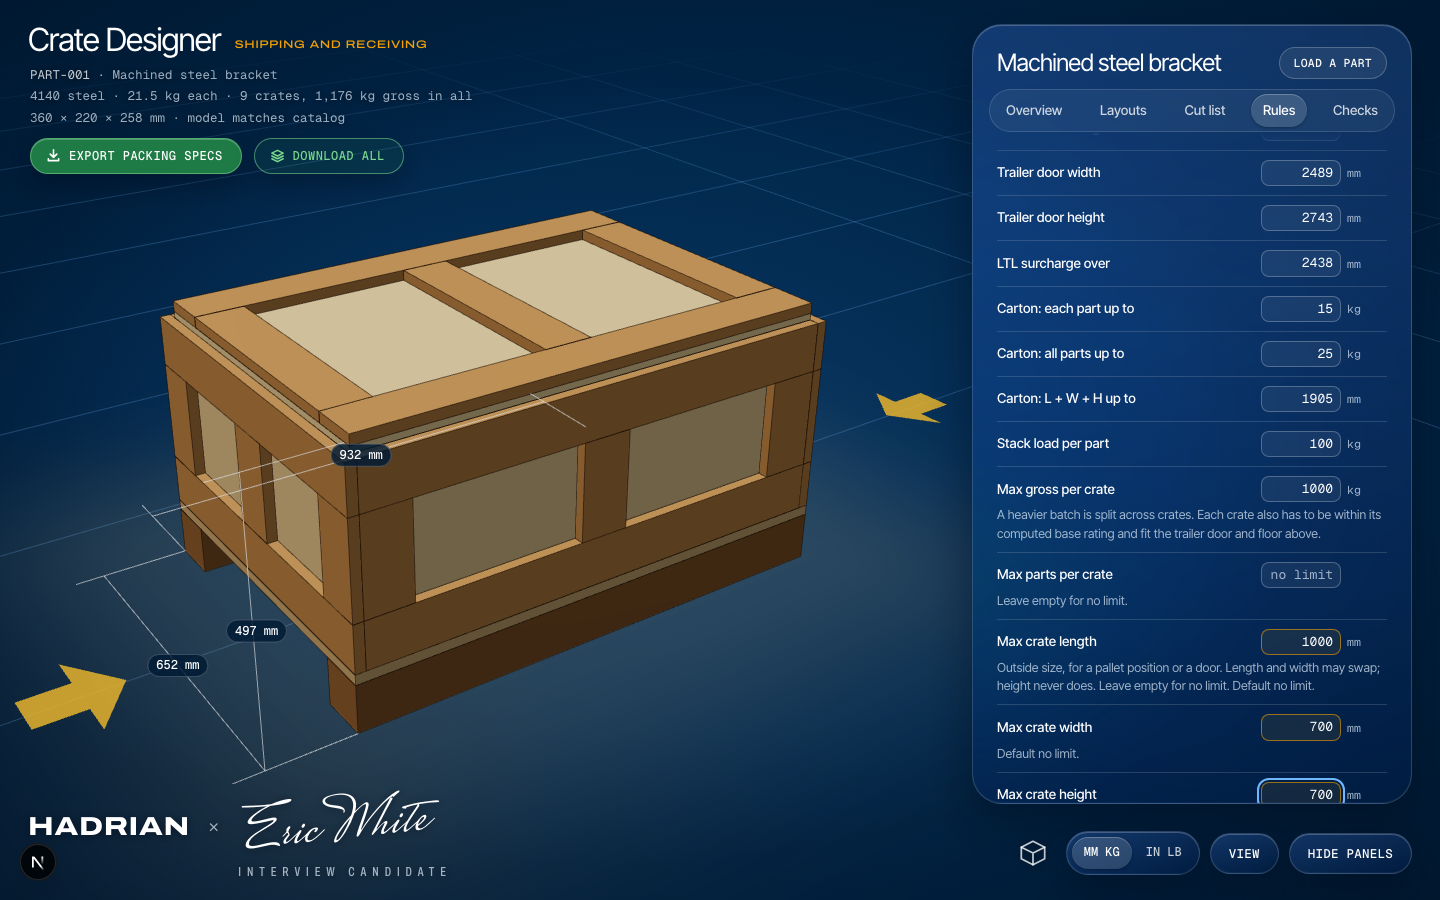 Crate Designer SHIPPING AND RECEIVING
PART-001 · Machined steel bracket
4140 steel · 21.5 kg each · 9 crates, 1,176 kg gross in all
360 × 220 × 258 mm · model matches catalog
EXPORT PACKING SPECS
DOWNLOAD ALL
932 mm
497 mm
652 mm
HADRIAN × Eric White
INTERVIEW CANDIDATE
N
Machined steel bracket
LOAD A PART
Overview Layouts Cut list Rules Checks
Trailer door width 2489 mm
Trailer door height 2743 mm
LTL surcharge over 2438 mm
Carton: each part up to 15 kg
Carton: all parts up to 25 kg
Carton: L + W + H up to 1905 mm
Stack load per part 100 kg
Max gross per crate 1000 kg
A heavier batch is split across crates. Each crate also has to be within its
computed base rating and fit the trailer door and floor above.
Max parts per crate no limit
Leave empty for no limit.
Max crate length 1000 mm
Outside size, for a pallet position or a door. Length and width may swap;
height never does. Leave empty for no limit. Default no limit.
Max crate width 700 mm
Default no limit.
Max crate height 700 mm
MM KG IN LB
VIEW
HIDE PANELS